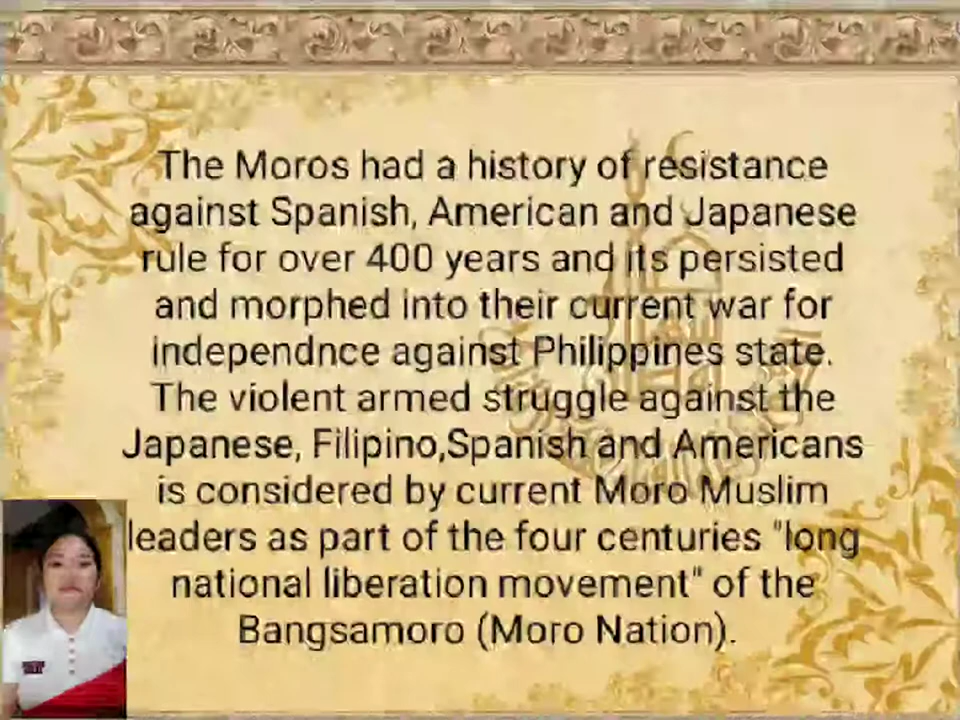 The Moros had a history of resistance
against Spanish, American and Japanese
rule for over 400 years and its persisted
and morphed into their current war for
independnce against Philippines state.
The violent armed struggle against the
Japanese, Filipino,Spanish and Americans
is considered by current Moro Muslim
leaders as part of the four centuries "long
national liberation movement" of the
Bangsamoro (Moro Nation).